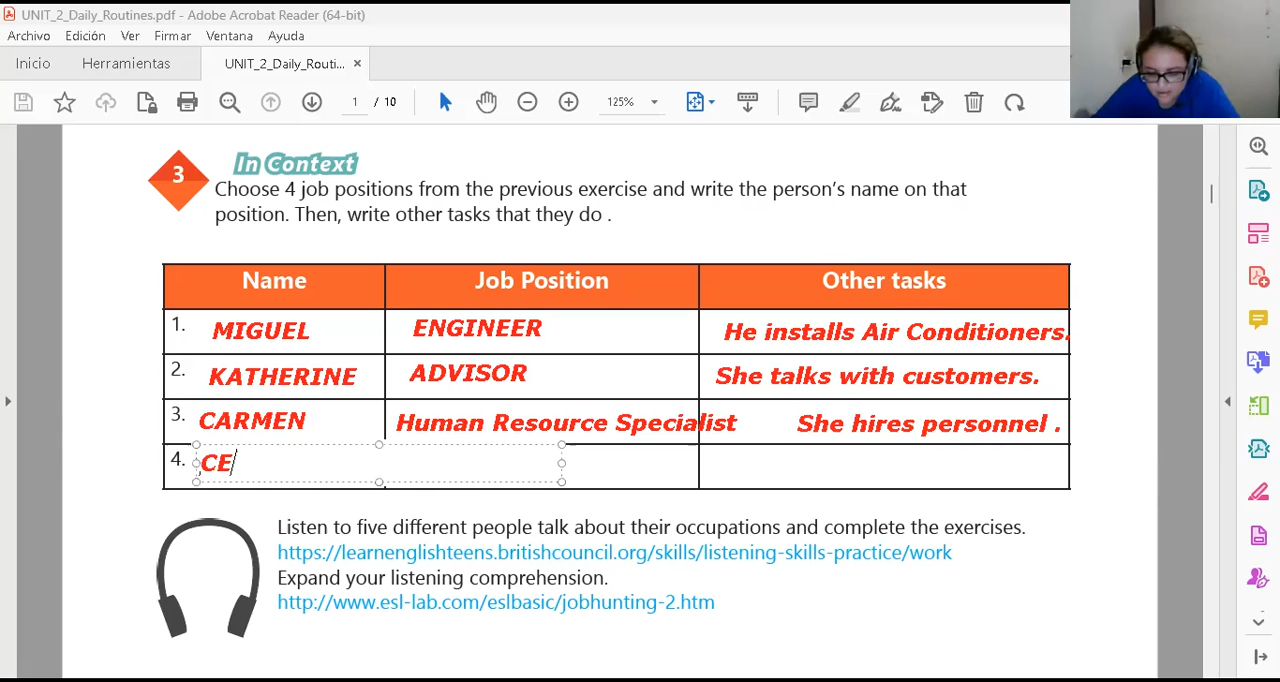 UNIT_2_Daily_Routines.pdf - Adobe Acrobat Reader (64-bit)
Archivo Edición Ver Firmar Ventana Ayuda
Inicio Herramientas UNIT_2_Daily_Routi... ×
1 / 10 125%
3 In Context
Choose 4 job positions from the previous exercise and write the person's name on that
position. Then, write other tasks that they do .
Name Job Position Other tasks
1. MIGUEL ENGINEER He installs Air Conditioners.
2. KATHERINE ADVISOR She talks with customers.
3. CARMEN Human Resource Specialist She hires personnel .
4. CE
Listen to five different people talk about their occupations and complete the exercises.
https://learnenglishteens.britishcouncil.org/skills/listening-skills-practice/work
Expand your listening comprehension.
http://www.esl-lab.com/eslbasic/jobhunting-2.htm